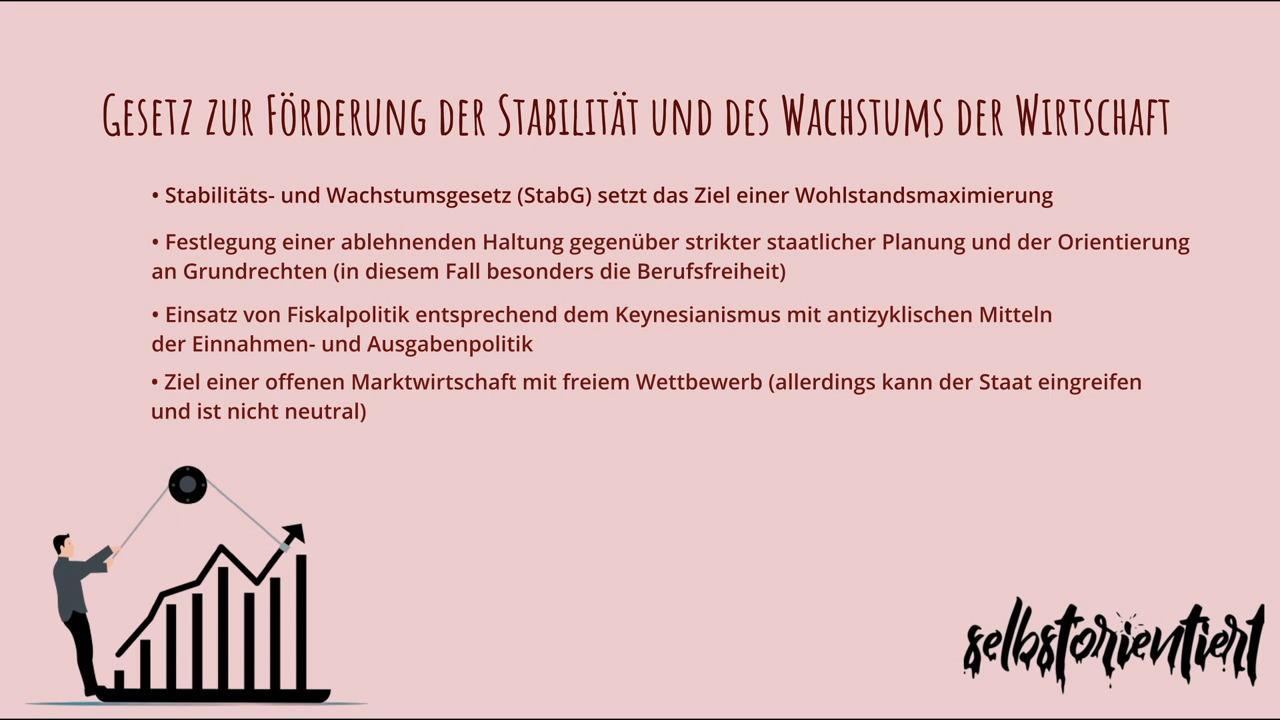 Gesetz zur Förderung der Stabilität und des Wachstums der Wirtschaft
• Stabilitäts- und Wachstumsgesetz (StabG) setzt das Ziel einer Wohlstandsmaximierung
• Festlegung einer ablehnenden Haltung gegenüber strikter staatlicher Planung und der Orientierung
an Grundrechten (in diesem Fall besonders die Berufsfreiheit)
• Einsatz von Fiskalpolitik entsprechend dem Keynesianismus mit antizyklischen Mitteln
der Einnahmen- und Ausgabenpolitik
• Ziel einer offenen Marktwirtschaft mit freiem Wettbewerb (allerdings kann der Staat eingreifen
und ist nicht neutral)
selbstorientiert